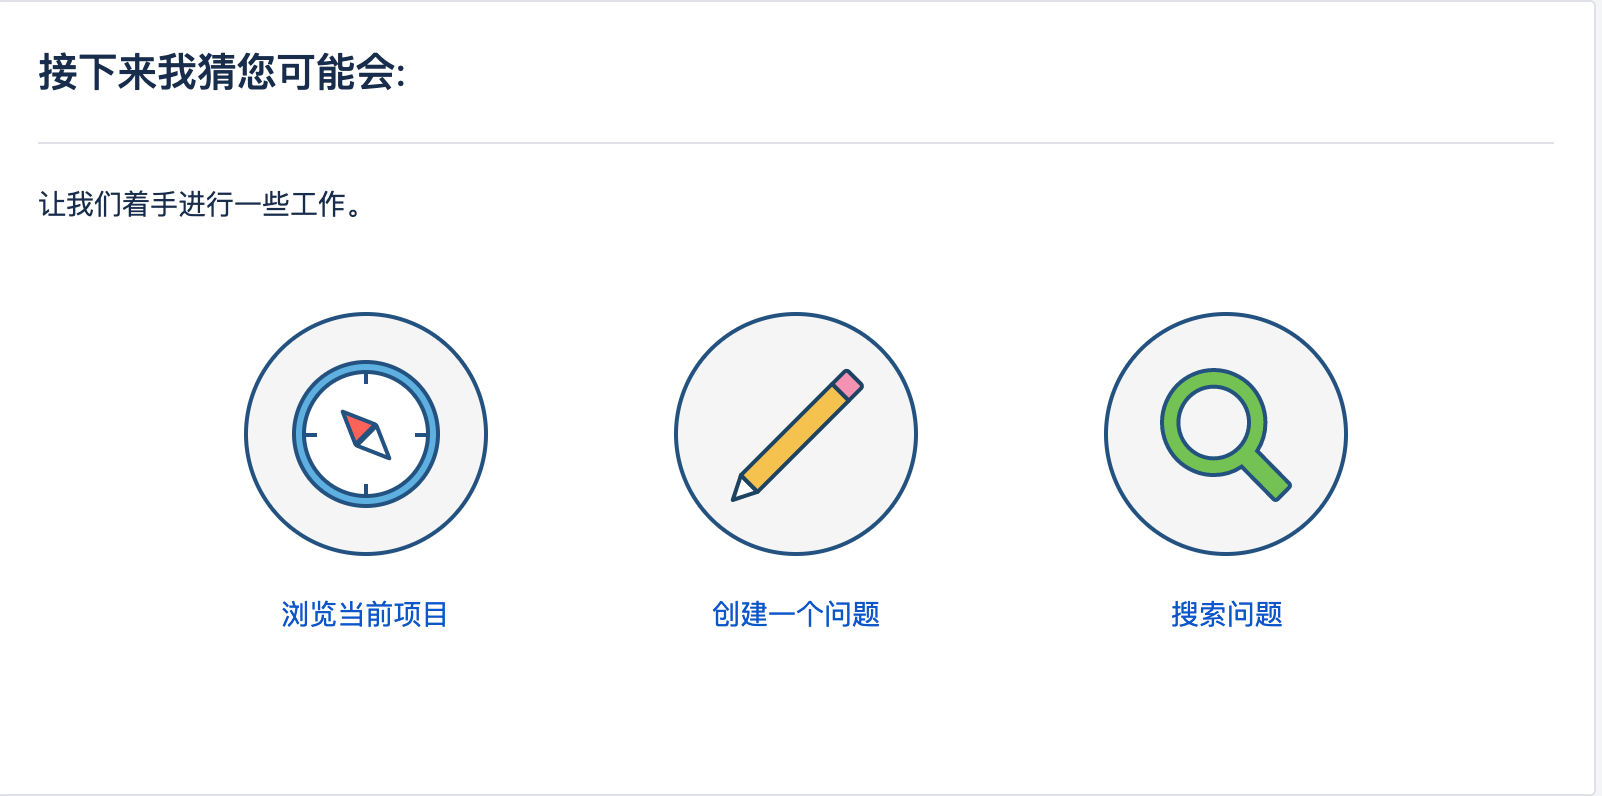 接下来我猜您可能会:
让我们着手进行一些工作。
浏览当前项目
创建一个问题
搜索问题